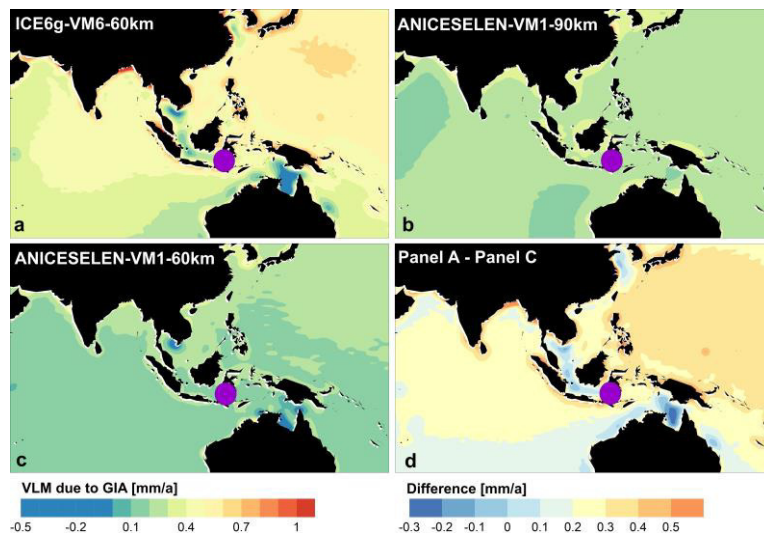 ICE6g-VM6-60km
ANICESELEN-VM1-90km
a
b
ANICESELEN-VM1-60km
Panel A - Panel C
c
d
VLM due to GIA [mm/a]
Difference [mm/a]
-0.5 -0.2 0.1 0.4 0.7 1
-0.3 -0.2 -0.1 0 0.1 0.2 0.3 0.4 0.5